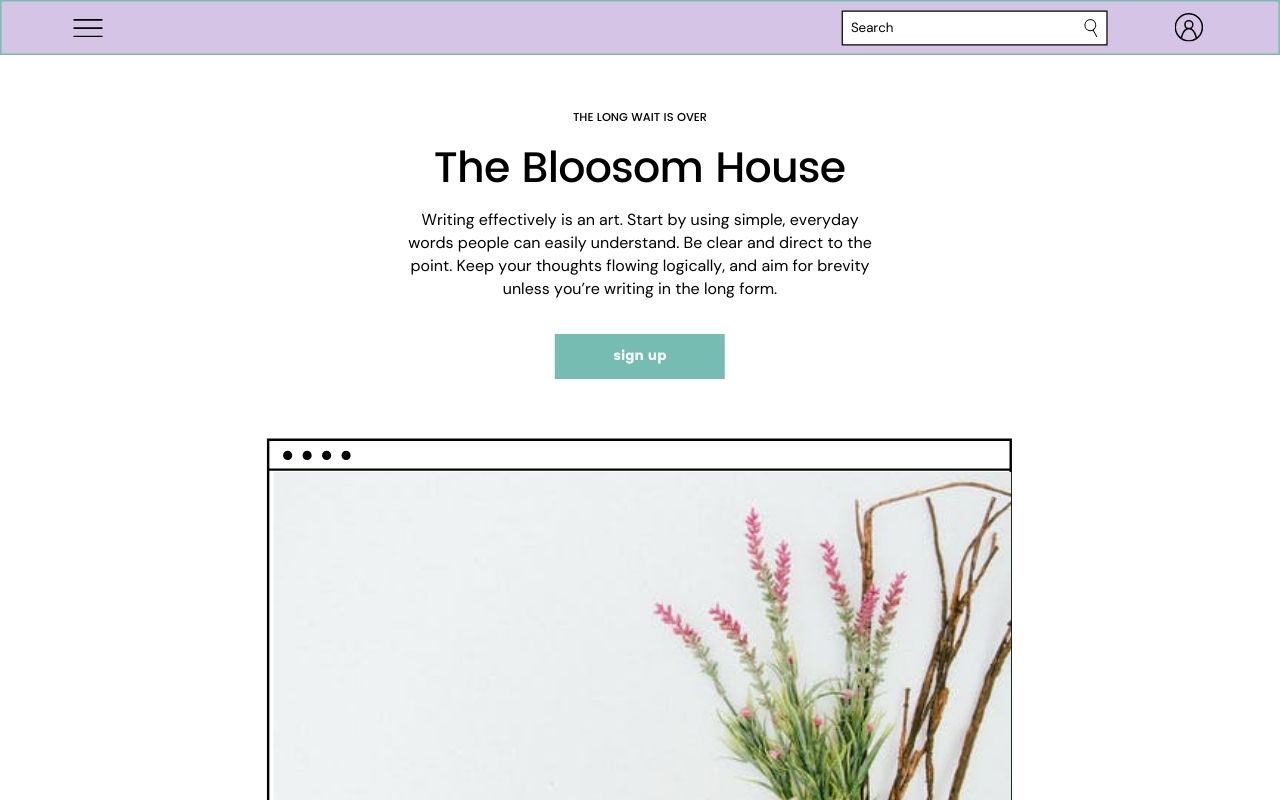 Search
THE LONG WAIT IS OVER
The Bloosom House
Writing effectively is an art. Start by using simple, everyday
words people can easily understand. Be clear and direct to the
point. Keep your thoughts flowing logically, and aim for brevity
unless you’re writing in the long form.
sign up